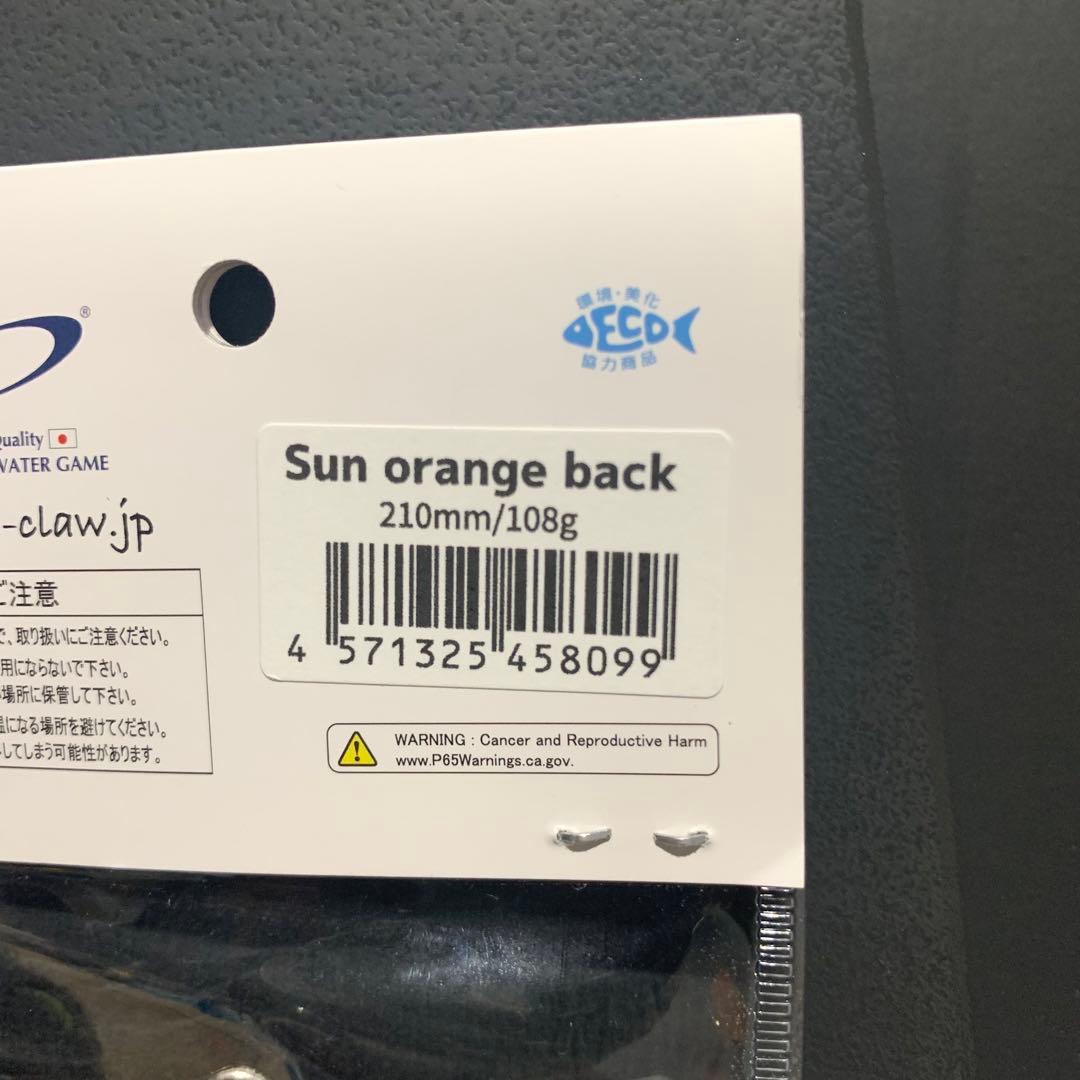 ®
環境・美化
ECO
協力商品
Quality
WATER GAME
-claw.jp
Sun orange back
210mm/108g
4 571325 458099
ご注意
で、取り扱いにご注意ください。
用にならないで下さい。
場所に保管して下さい。
温になる場所を避けてください。
してしまう可能性があります。
WARNING : Cancer and Reproductive Harm
www.P65Warnings.ca.gov.